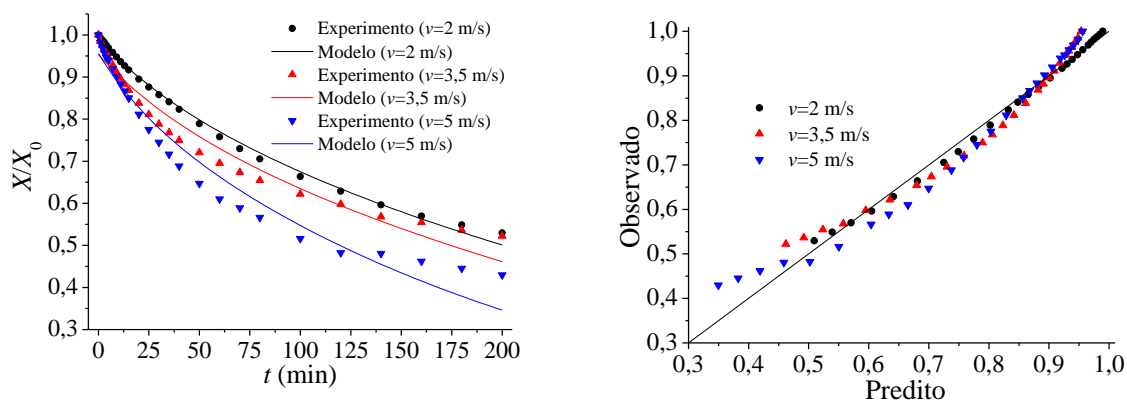 1,0
0,9
0,8
0,7
0,6
0,5
0,4
0,3
X/X0
0 25 50 75 100 125 150 175 200
t (min)
Experimento (v=2 m/s)
Modelo (v=2 m/s)
Experimento (v=3,5 m/s)
Modelo (v=3,5 m/s)
Experimento (v=5 m/s)
Modelo (v=5 m/s)
1,0
0,9
0,8
0,7
0,6
0,5
0,4
0,3
Observado
0,3 0,4 0,5 0,6 0,7 0,8 0,9 1,0
Predito
v=2 m/s
v=3,5 m/s
v=5 m/s